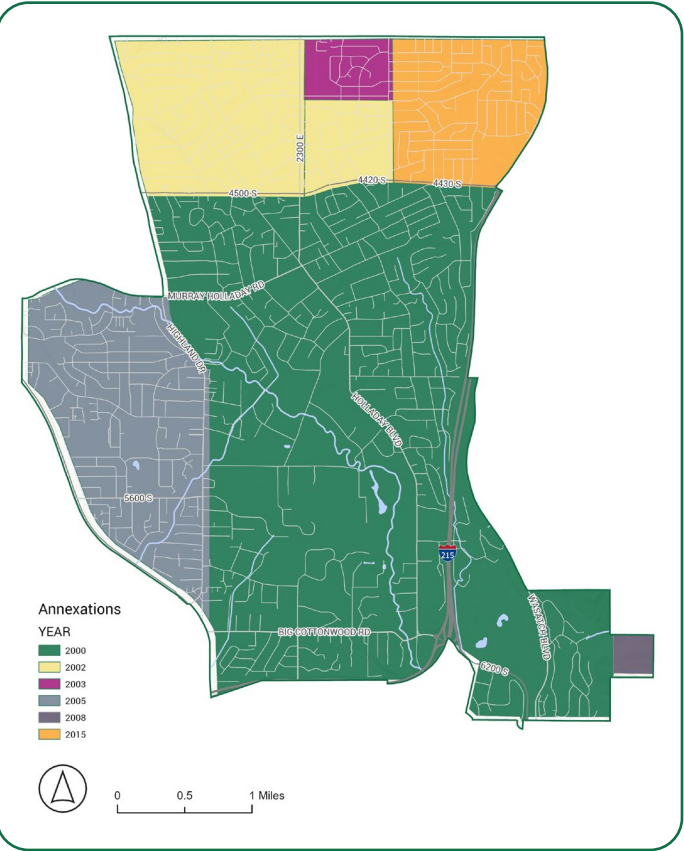 2300 E
4420 S
4430 S
4500 S
MURRAY HOLLADAY RD
HIGHLAND DR
HOLLADAY BLVD
5600 S
215
WASATCH BLVD
BIG COTTONWOOD RD
6200 S
Annexations
YEAR
2000
2002
2003
2005
2008
2015
0 0.5 1 Miles